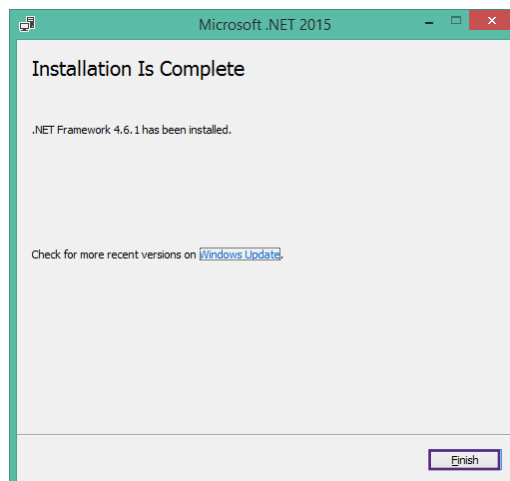 Microsoft .NET 2015
Installation Is Complete
.NET Framework 4.6.1 has been installed.
Check for more recent versions on Windows Update.
Finish